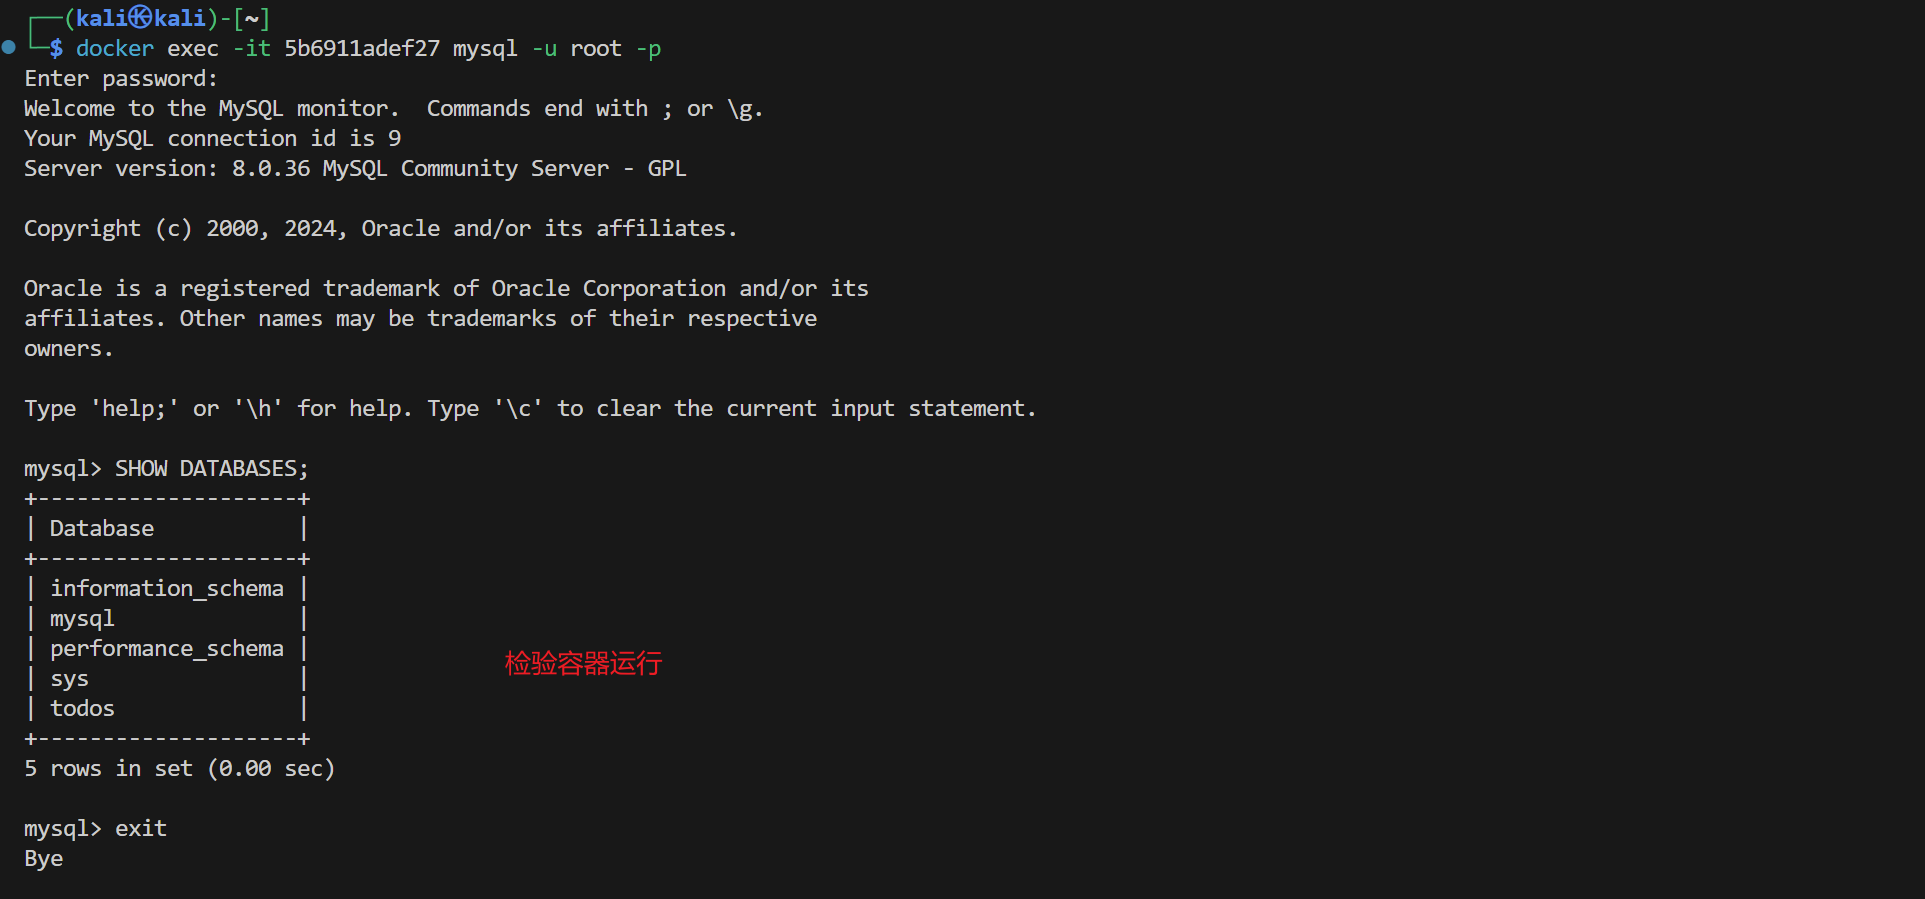 ┌──(kali㉿kali)-[~]
└─$ docker exec -it 5b6911adef27 mysql -u root -p
Enter password:
Welcome to the MySQL monitor.  Commands end with ; or \g.
Your MySQL connection id is 9
Server version: 8.0.36 MySQL Community Server - GPL

Copyright (c) 2000, 2024, Oracle and/or its affiliates.

Oracle is a registered trademark of Oracle Corporation and/or its
affiliates. Other names may be trademarks of their respective
owners.

Type 'help;' or '\h' for help. Type '\c' to clear the current input statement.

mysql> SHOW DATABASES;
+--------------------+
| Database           |
+--------------------+
| information_schema |
| mysql              |
| performance_schema |
检验容器运行
| sys                |
| todos              |
+--------------------+
5 rows in set (0.00 sec)

mysql> exit
Bye